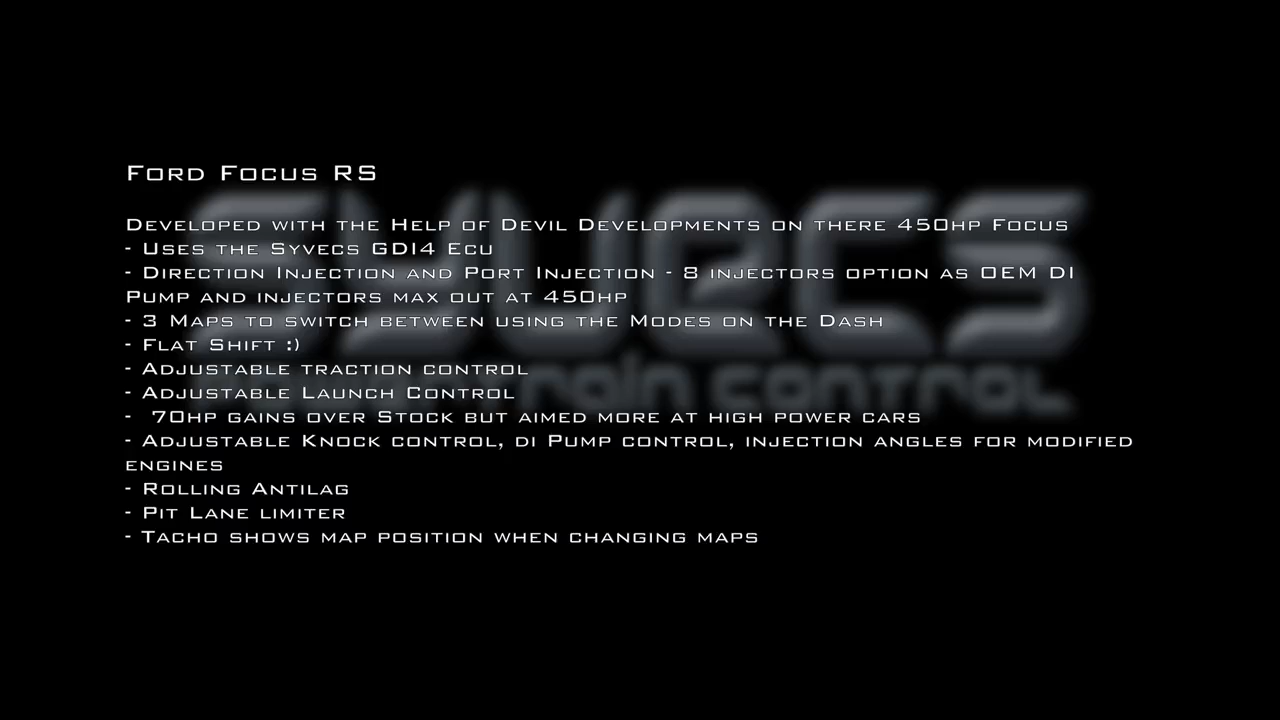 Ford Focus RS
Developed with the Help of Devil Developments on there 450hp Focus
- Uses the Syvecs GDI4 Ecu
- Direction Injection and Port Injection - 8 injectors option as OEM DI
Pump and injectors max out at 450hp
- 3 Maps to switch between using the Modes on the Dash
- Flat Shift :)
- Adjustable traction control
- Adjustable Launch Control
- 70hp gains over Stock but aimed more at high power cars
- Adjustable Knock control, di Pump control, injection angles for modified
engines
- Rolling Antilag
- Pit Lane limiter
- Tacho shows map position when changing maps
SYVECS
powertrain control